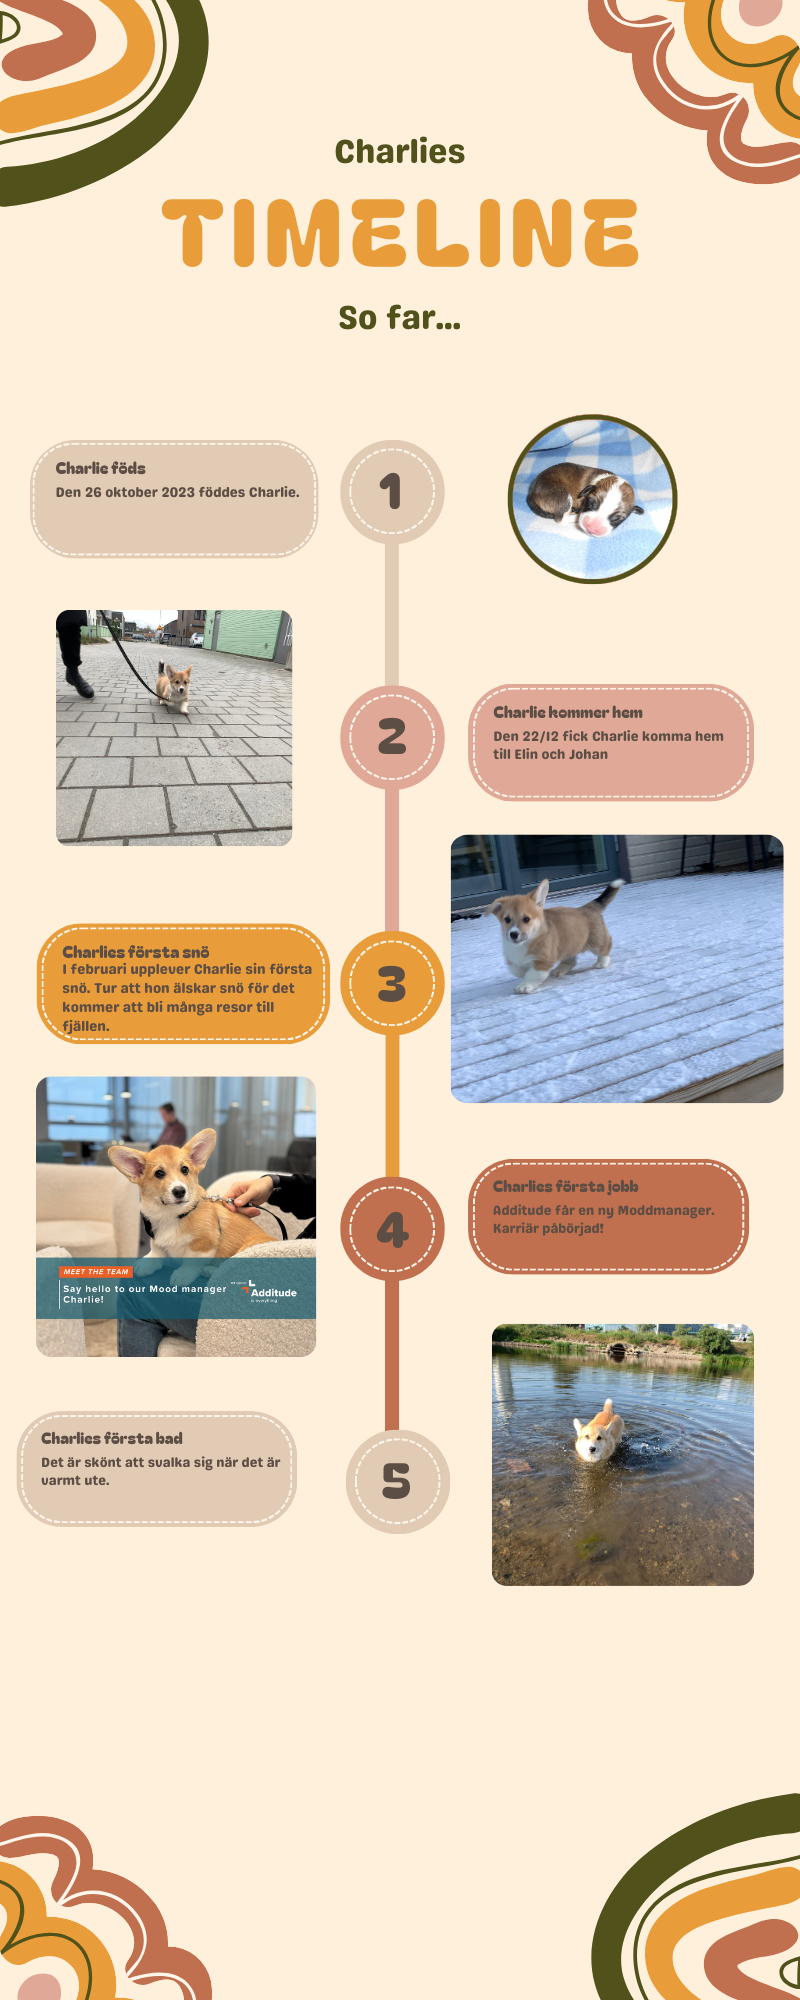 Charlies
TIMELINE
So far...
Charlie föds
Den 26 oktober 2023 föddes Charlie.
1
2
Charlie kommer hem
Den 22/12 fick Charlie komma hem
till Elin och Johan
Charlies första snö
I februari upplever Charlie sin första
snö. Tur att hon älskar snö för det
kommer att bli många resor till
fjällen.
3
MEET THE TEAM
Say hello to our Mood manager
Charlie!
Additude
is everything
4
Charlies första jobb
Additude får en ny Moddmanager.
Karriär påbörjad!
Charlies första bad
Det är skönt att svalka sig när det är
varmt ute.
5